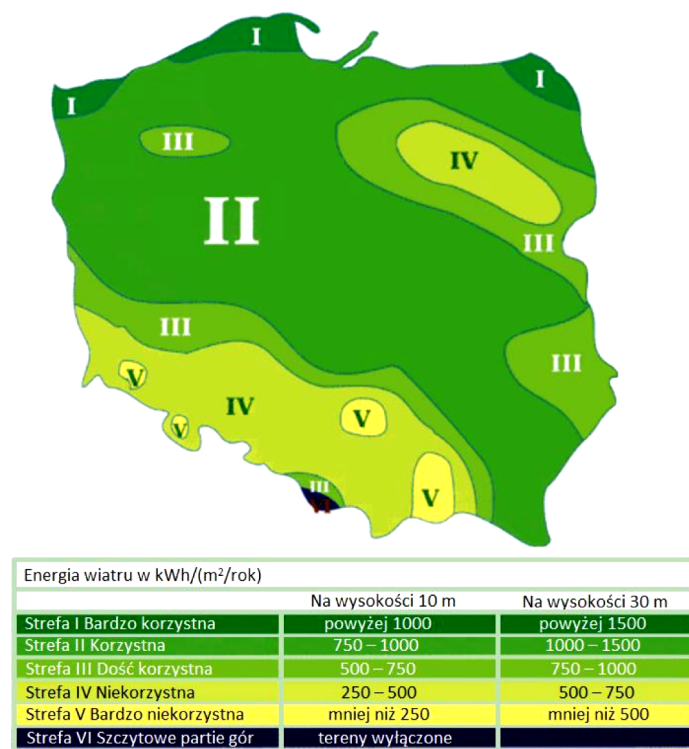 I
I
I
III
IV
II
III
III
III
V
IV
V
V
III
V
VI
Energia wiatru w kWh/(m²/rok)
Na wysokości 10 m Na wysokości 30 m
Strefa I Bardzo korzystna powyżej 1000 powyżej 1500
Strefa II Korzystna 750 – 1000 1000 – 1500
Strefa III Dość korzystna 500 – 750 750 – 1000
Strefa IV Niekorzystna 250 – 500 500 – 750
Strefa V Bardzo niekorzystna mniej niż 250 mniej niż 500
Strefa VI Szczytowe partie gór tereny wyłączone